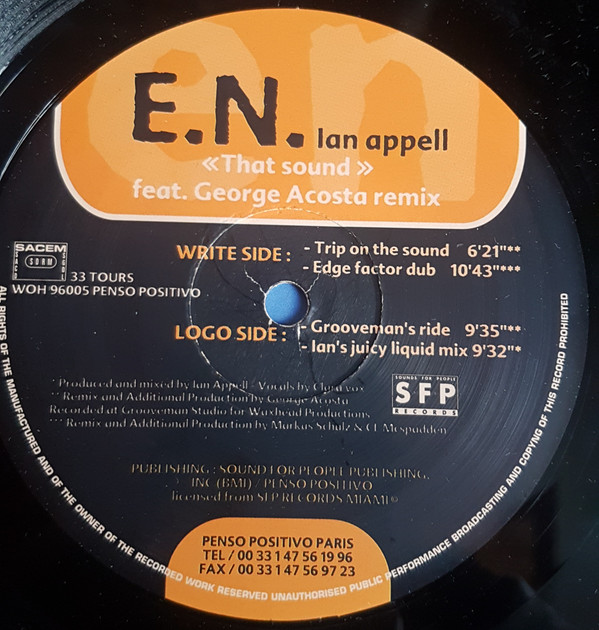 en
E.N. Ian appell
«That sound »
feat. George Acosta remix
WRITE SIDE : - Trip on the sound 6'21"**
- Edge factor dub 10'43"***
SACEM
SDRM
33 TOURS
WOH 96005 PENSO POSITIVO
LOGO SIDE : - Grooveman's ride 9'35"**
- Ian's juicy liquid mix 9'32"*
* Produced and mixed by Ian Appell - Vocals by
** Remix and Additional Production by George Acosta
Recorded at Grooveman Studio for Waxhead Productions
*** Remix and Additional Production by Markus Schulz & C.L. Mcspadden
SOUNDS FOR PEOPLE
SFP
RECORDS
PUBLISHING : SOUND FOR PEOPLE PUBLISHING,
INC (BMI) / PENSO POSITIVO
licensed from SFP RECORDS MIAMI©
PENSO POSITIVO PARIS
TEL / 00 33 1 47 56 19 96
FAX / 00 33 1 47 56 97 23
ALL RIGHTS OF THE MANUFACTURED AND OF THE OWNER OF THE RECORDED WORK RESERVED UNAUTHORISED PUBLIC PERFORMANCE BROADCASTING AND COPYNG OF THIS RECORD PROHIBITED